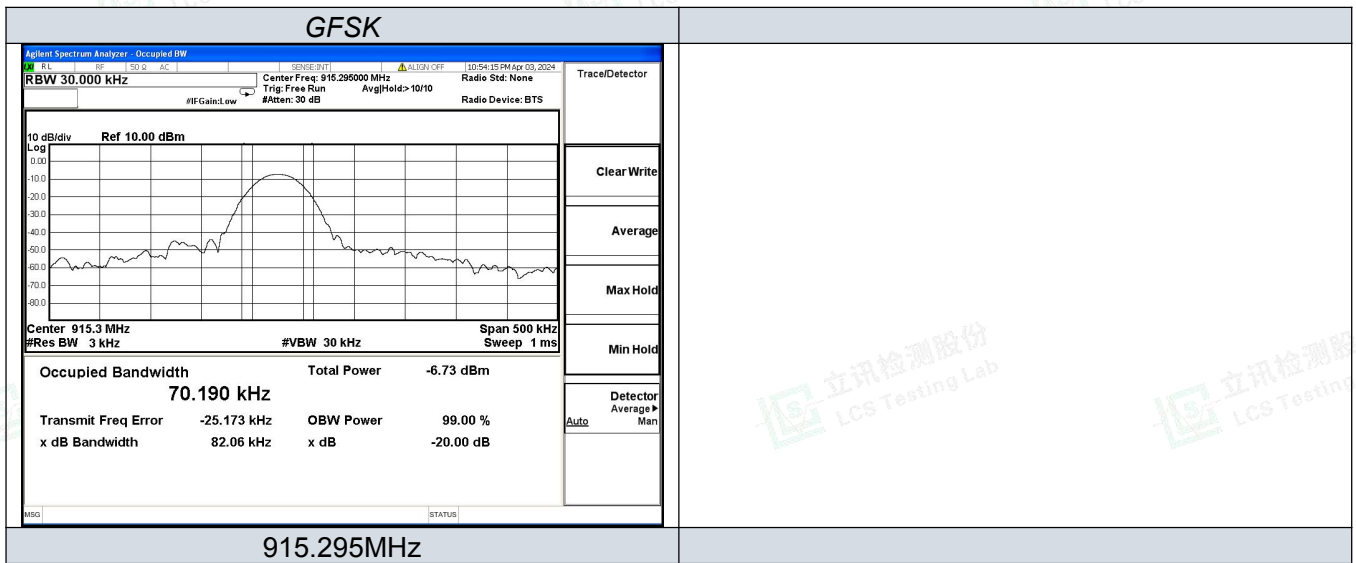 GFSK
Agilent Spectrum Analyzer - Occupied BW
RL RF 50 Ω AC SENSE:INT ALIGN OFF 10:54:15 PM Apr 03, 2024
RBW 30.000 kHz
Center Freq: 915.295000 MHz Radio Std: None
Trig: Free Run Avg|Hold:>10/10
#IFGain:Low #Atten: 30 dB Radio Device: BTS
Trace/Detector
10 dB/div Ref 10.00 dBm
Log
0.00
-10.0
-20.0
-30.0
-40.0
-50.0
-60.0
-70.0
-80.0
Center 915.3 MHz Span 500 kHz
#Res BW 3 kHz #VBW 30 kHz Sweep 1 ms
Clear Write
Average
Max Hold
Min Hold
Detector
Average
Auto Man
Occupied Bandwidth Total Power -6.73 dBm
70.190 kHz
Transmit Freq Error -25.173 kHz OBW Power 99.00 %
x dB Bandwidth 82.06 kHz x dB -20.00 dB
MSG STATUS
915.295MHz
立讯检测股份
LCS Testing Lab
立讯检测股
LCS Testing